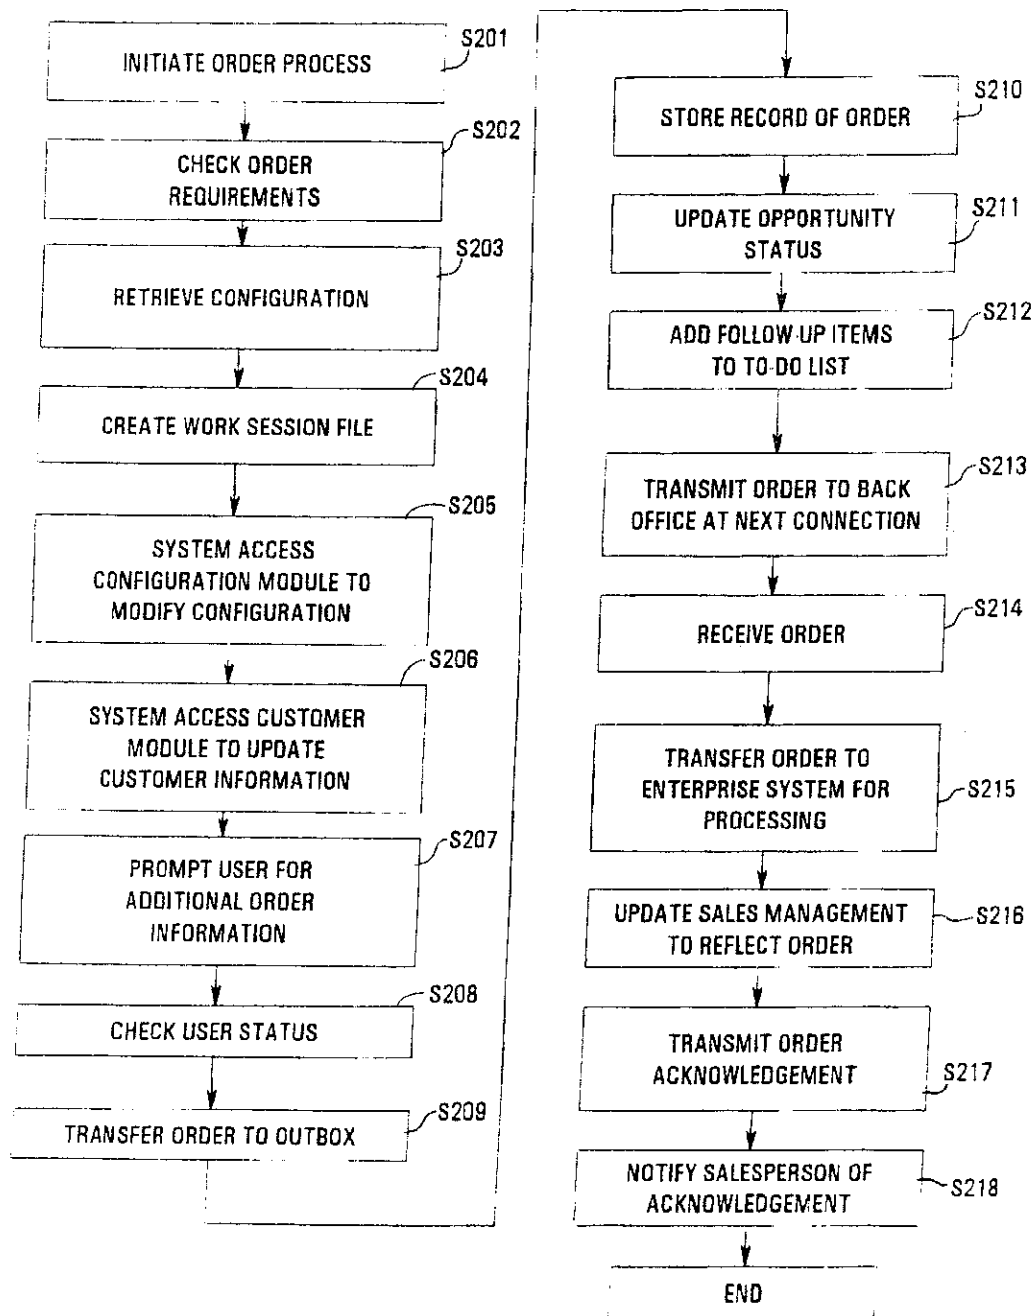 S201
INITIATE ORDER PROCESS
S202
CHECK ORDER
REQUIREMENTS
S203
RETRIEVE CONFIGURATION
S204
CREATE WORK SESSION FILE
S205
SYSTEM ACCESS
CONFIGURATION MODULE TO
MODIFY CONFIGURATION
S206
SYSTEM ACCESS CUSTOMER
MODULE TO UPDATE
CUSTOMER INFORMATION
S207
PROMPT USER FOR
ADDITIONAL ORDER
INFORMATION
S208
CHECK USER STATUS
S209
TRANSFER ORDER TO OUTBOX
S210
STORE RECORD OF ORDER
S211
UPDATE OPPORTUNITY
STATUS
S212
ADD FOLLOW-UP ITEMS
TO TO-DO LIST
S213
TRANSMIT ORDER TO BACK
OFFICE AT NEXT CONNECTION
S214
RECEIVE ORDER
TRANSFER ORDER TO
ENTERPRISE SYSTEM FOR
PROCESSING
S215
UPDATE SALES MANAGEMENT
TO REFLECT ORDER
S216
TRANSMIT ORDER
ACKNOWLEDGEMENT
S217
NOTIFY SALESPERSON OF
ACKNOWLEDGEMENT
S218
END